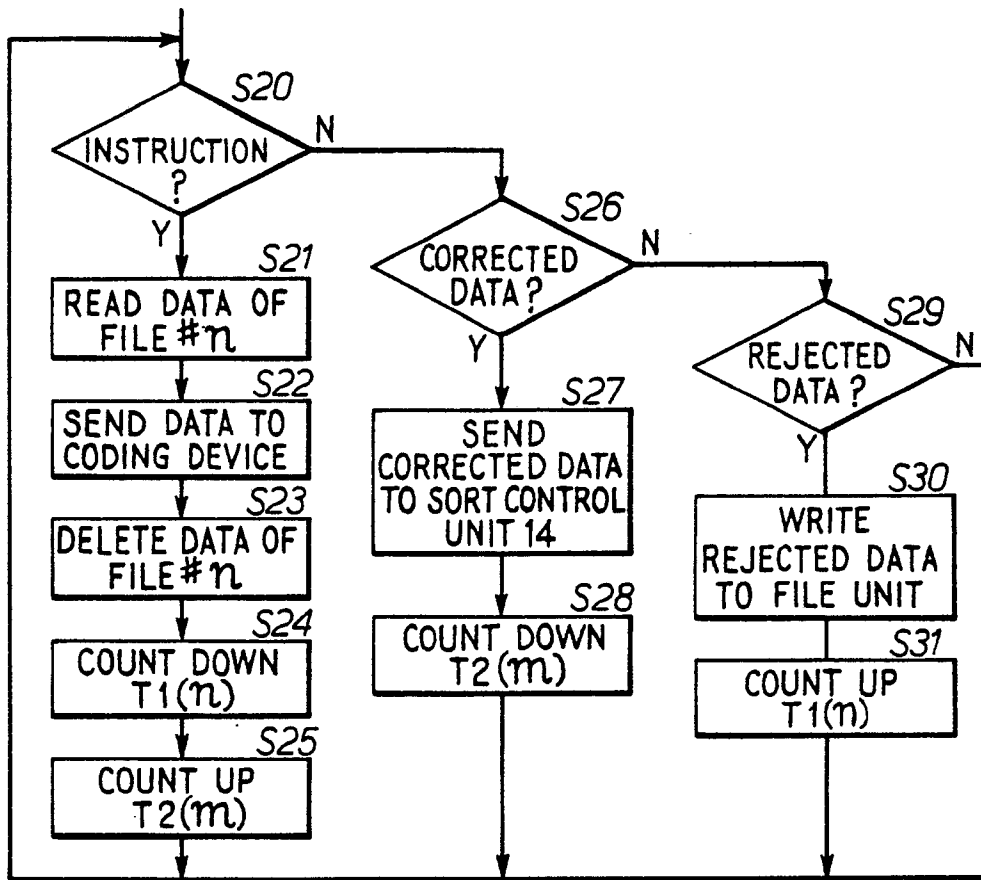 S20
INSTRUCTION
?
N
Y
S21
READ DATA OF
FILE #n
S22
SEND DATA TO
CODING DEVICE
S23
DELETE DATA OF
FILE #n
S24
COUNT DOWN
T1(n)
S25
COUNT UP
T2(m)
S26
CORRECTED
DATA?
N
Y
S27
SEND
CORRECTED DATA
TO SORT CONTROL
UNIT 14
S28
COUNT DOWN
T2(m)
S29
REJECTED
DATA?
N
Y
S30
WRITE
REJECTED DATA
TO FILE UNIT
S31
COUNT UP
T1(n)